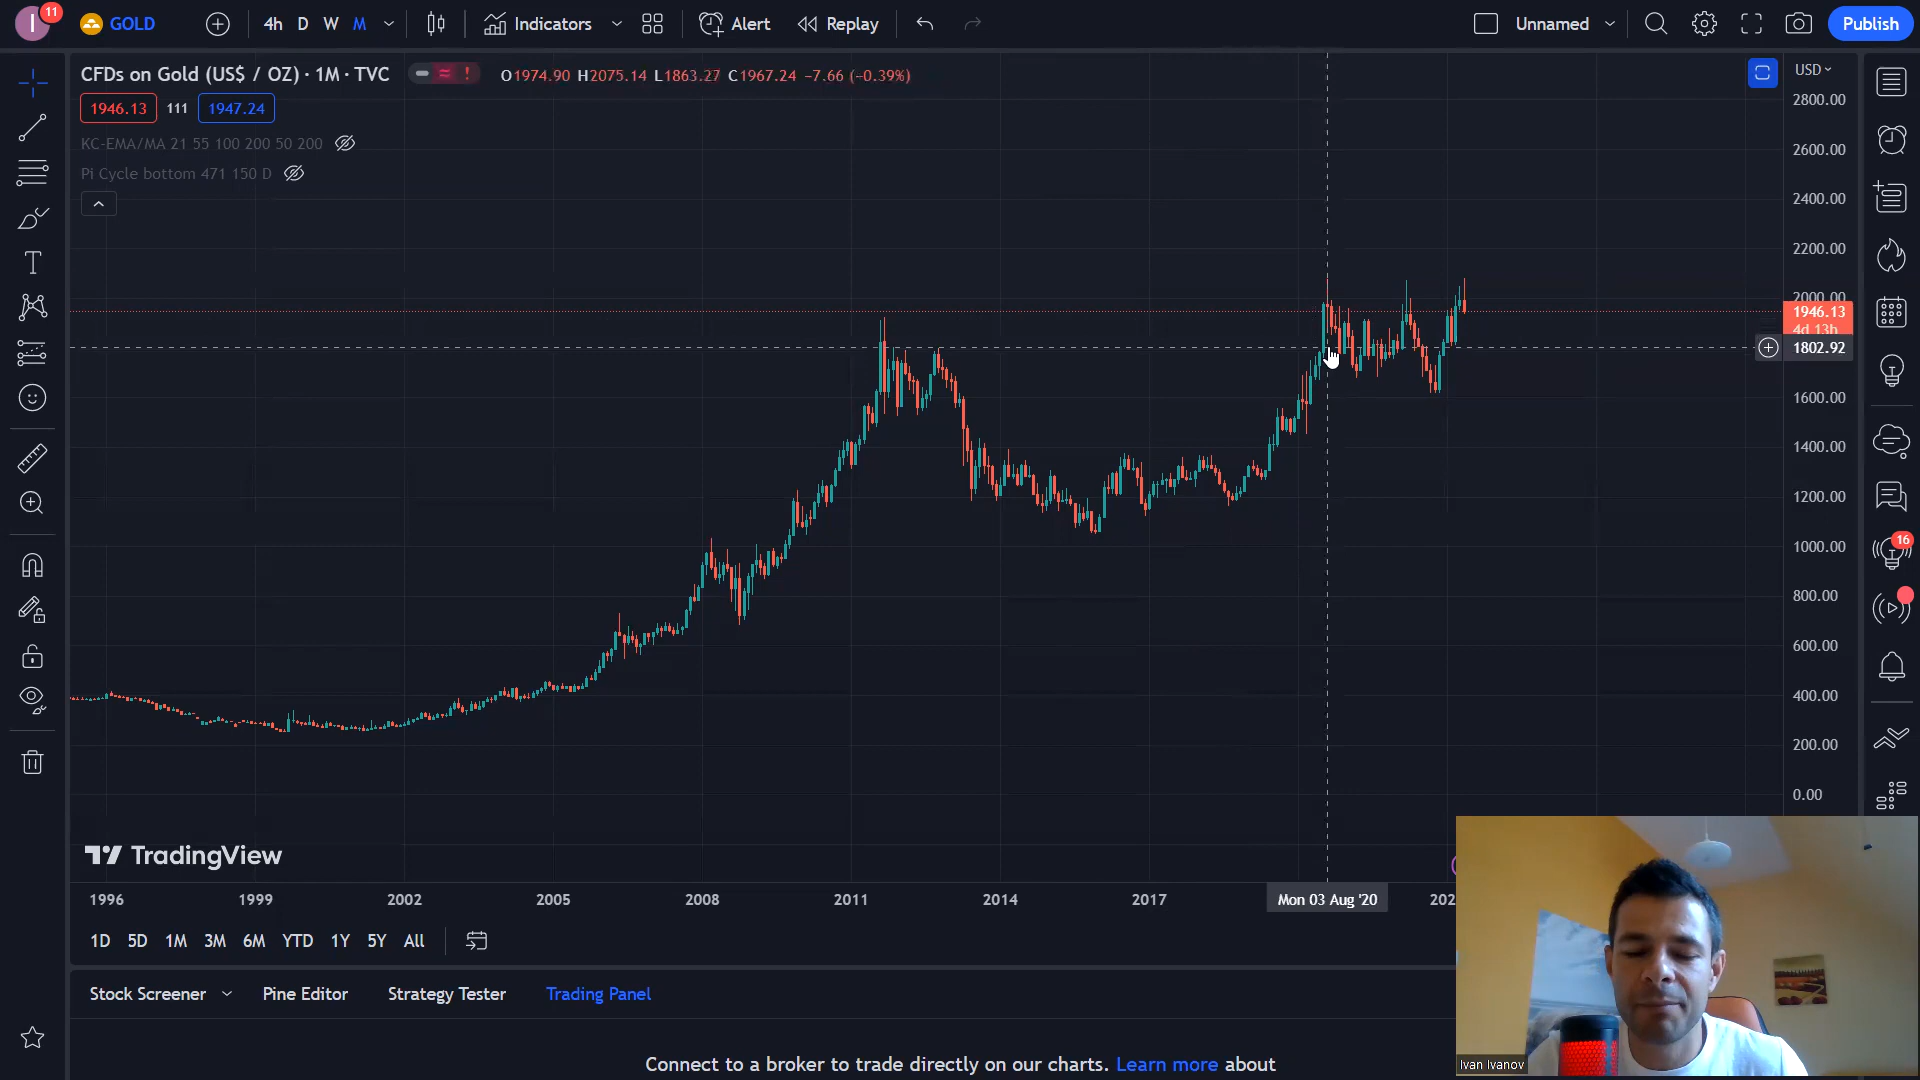 I 11 GOLD 4h D W M Indicators Alert Replay Unnamed Publish
CFDs on Gold (US$ / OZ) · 1M · TVC O1974.90 H2075.14 L1863.27 C1967.24 −7.66 (−0.39%) USD
1946.13 111 1947.24
KC-EMA/MA 21 55 100 200 50 200
Pi Cycle bottom 471 150 D
2800.00
2600.00
2400.00
2200.00
2000.00
1946.13
4d 13h
1802.92
1600.00
1400.00
1200.00
1000.00
800.00
600.00
400.00
200.00
0.00
16
TradingView
1996 1999 2002 2005 2008 2011 2014 2017 Mon 03 Aug '20
1D 5D 1M 3M 6M YTD 1Y 5Y All
Stock Screener Pine Editor Strategy Tester Trading Panel
Connect to a broker to trade directly on our charts. Learn more about
Ivan Ivanov